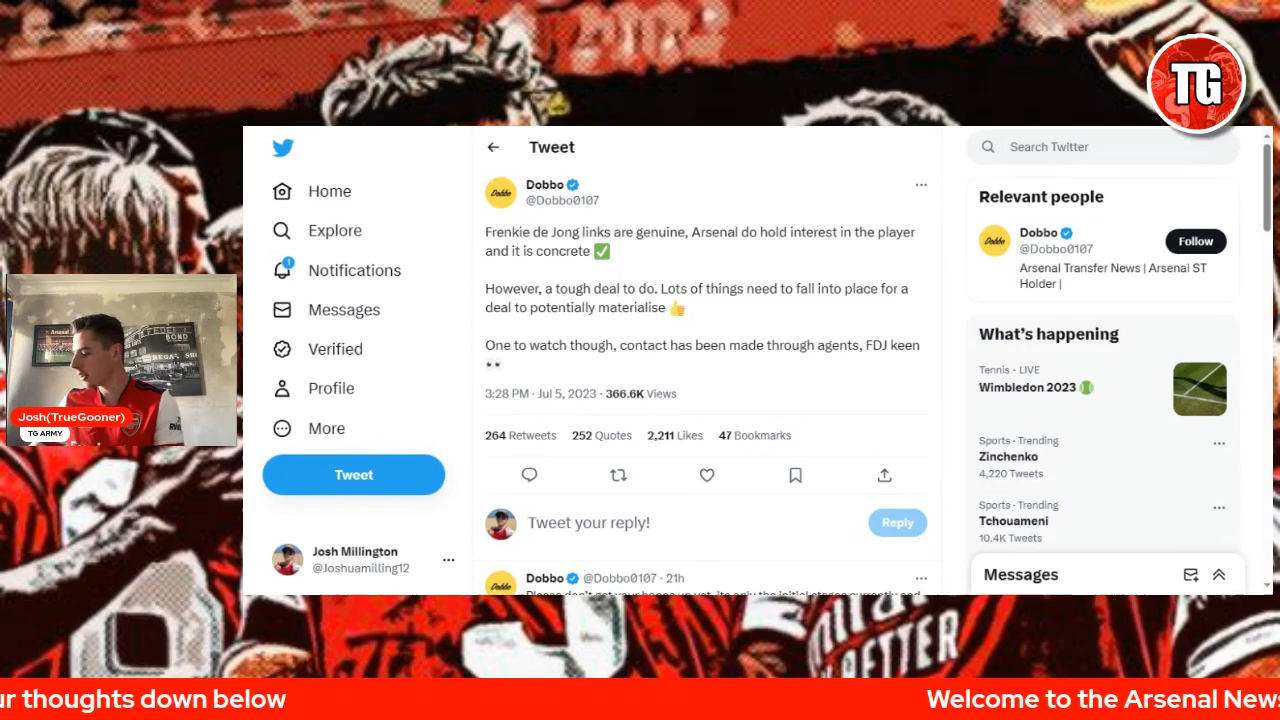 TG
Home
Explore
1
Notifications
Messages
Verified
Profile
More
Tweet
Josh Millington
@Joshuamilling12
Tweet
Dobbo
@Dobbo0107
Frenkie de Jong links are genuine, Arsenal do hold interest in the player
and it is concrete ✅
However, a tough deal to do. Lots of things need to fall into place for a
deal to potentially materialise 👍
One to watch though, contact has been made through agents, FDJ keen
👀
3:28 PM · Jul 5, 2023 · 366.6K Views
264 Retweets 252 Quotes 2,211 Likes 47 Bookmarks
Tweet your reply!
Reply
Dobbo @Dobbo0107 · 21h
Search Twitter
Relevant people
Dobbo
@Dobbo0107
Follow
Arsenal Transfer News | Arsenal ST
Holder |
What's happening
Tennis · LIVE
Wimbledon 2023
Sports · Trending
Zinchenko
4,220 Tweets
Sports · Trending
Tchouameni
10.4K Tweets
Messages
Arsenal
BOND
Josh(TrueGooner)
TG ARMY
ETTER
ur thoughts down below
Welcome to the Arsenal News